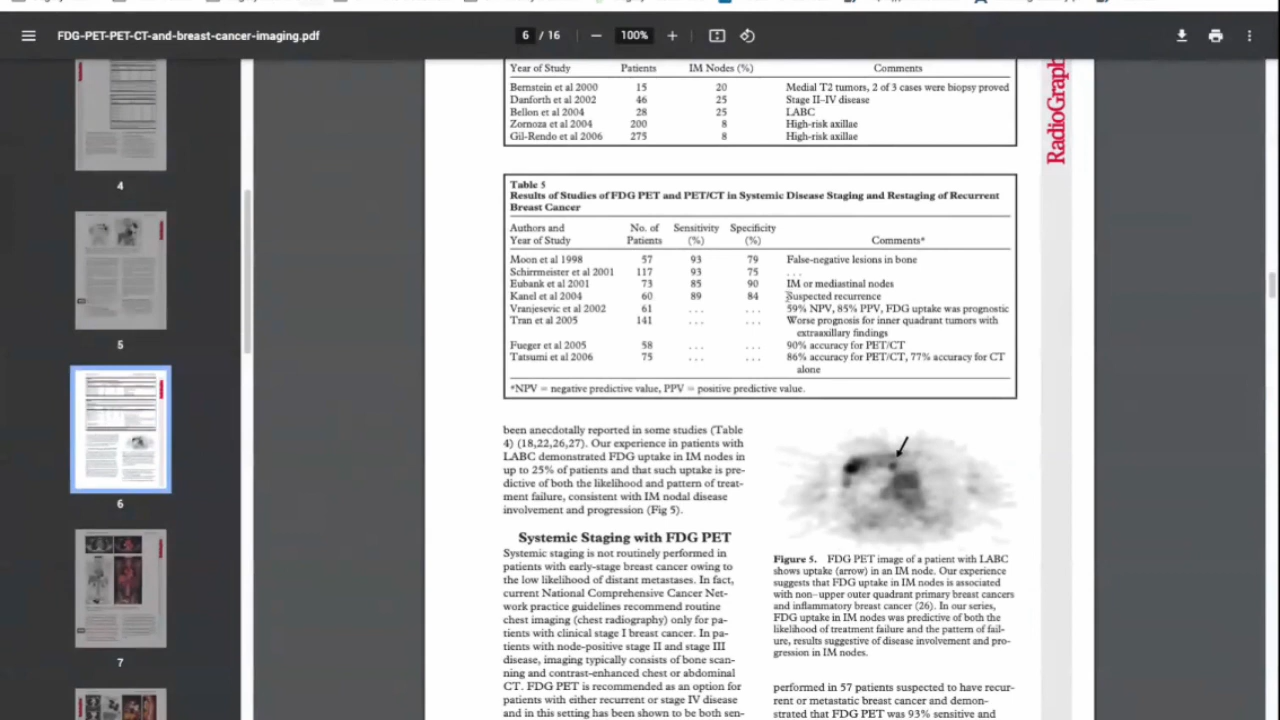 FDG-PET-PET-CT-and-breast-cancer-imaging.pdf
6 / 16
100%
4
5
6
7
RadioGraph
Year of Study Patients IM Nodes (%) Comments
Bernstein et al 2000 15 20 Medial T2 tumors, 2 of 3 cases were biopsy proved
Danforth et al 2002 46 25 Stage II–IV disease
Bellon et al 2004 28 25 LABC
Zornoza et al 2004 200 8 High-risk axillae
Gil-Rendo et al 2006 275 8 High-risk axillae
Table 5
Results of Studies of FDG PET and PET/CT in Systemic Disease Staging and Restaging of Recurrent
Breast Cancer
Authors and No. of Sensitivity Specificity
Year of Study Patients (%) (%) Comments*
Moon et al 1998 57 93 79 False-negative lesions in bone
Schirrmeister et al 2001 117 93 75 . . .
Eubank et al 2001 73 85 90 IM or mediastinal nodes
Kanel et al 2004 60 89 84 Suspected recurrence
Vranjesevic et al 2002 61 . . . . . . 59% NPV, 85% PPV, FDG uptake was prognostic
Tran et al 2005 141 . . . . . . Worse prognosis for inner quadrant tumors with
extraaxillary findings
Fueger et al 2005 58 . . . . . . 90% accuracy for PET/CT
Tatsumi et al 2006 75 . . . . . . 86% accuracy for PET/CT, 77% accuracy for CT
alone
*NPV = negative predictive value, PPV = positive predictive value.
been anecdotally reported in some studies (Table
4) (18,22,26,27). Our experience in patients with
LABC demonstrated FDG uptake in IM nodes in
up to 25% of patients and that such uptake is pre-
dictive of both the likelihood and pattern of treat-
ment failure, consistent with IM nodal disease
involvement and progression (Fig 5).
Systemic Staging with FDG PET
Systemic staging is not routinely performed in
patients with early-stage breast cancer owing to
the low likelihood of distant metastases. In fact,
current National Comprehensive Cancer Net-
work practice guidelines recommend routine
chest imaging (chest radiography) only for pa-
tients with clinical stage I breast cancer. In pa-
tients with node-positive stage II and stage III
disease, imaging typically consists of bone scan-
ning and contrast-enhanced chest or abdominal
CT. FDG PET is recommended as an option for
patients with either recurrent or stage IV disease
and in this setting has been shown to be both sen-
Figure 5. FDG PET image of a patient with LABC
shows uptake (arrow) in an IM node. Our experience
suggests that FDG uptake in IM nodes is associated
with non–upper outer quadrant primary breast cancers
and inflammatory breast cancer (26). In our series,
FDG uptake in IM nodes was predictive of both the
likelihood of treatment failure and the pattern of fail-
ure, results suggestive of disease involvement and pro-
gression in IM nodes.
performed in 57 patients suspected to have recur-
rent or metastatic breast cancer and demon-
strated that FDG PET was 93% sensitive and